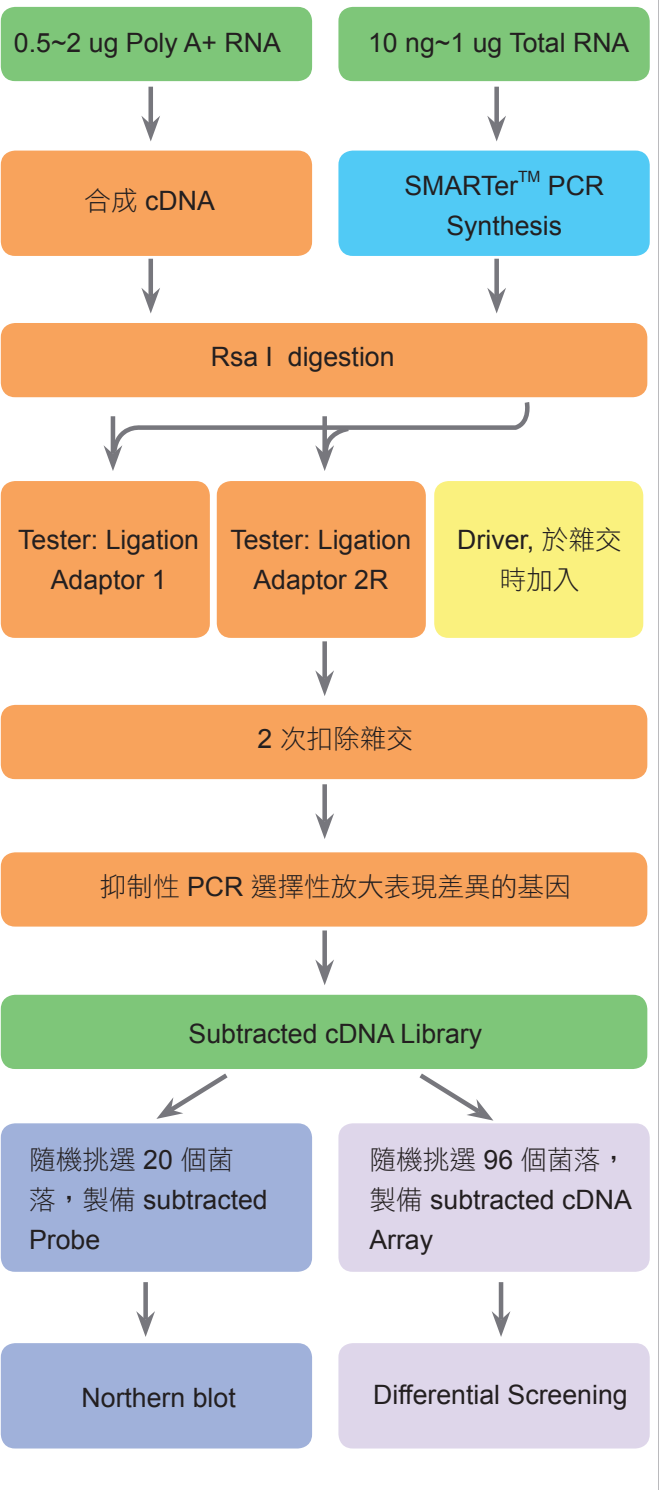 0.5~2 ug Poly A+ RNA
10 ng~1 ug Total RNA
合成 cDNA
SMARTer™ PCR
Synthesis
Rsa I digestion
Tester: Ligation
Adaptor 1
Tester: Ligation
Adaptor 2R
Driver, 於雜交
時加入
2 次扣除雜交
抑制性 PCR 選擇性放大表現差異的基因
Subtracted cDNA Library
隨機挑選 20 個菌
落，製備 subtracted
Probe
隨機挑選 96 個菌落，
製備 subtracted cDNA
Array
Northern blot
Differential Screening